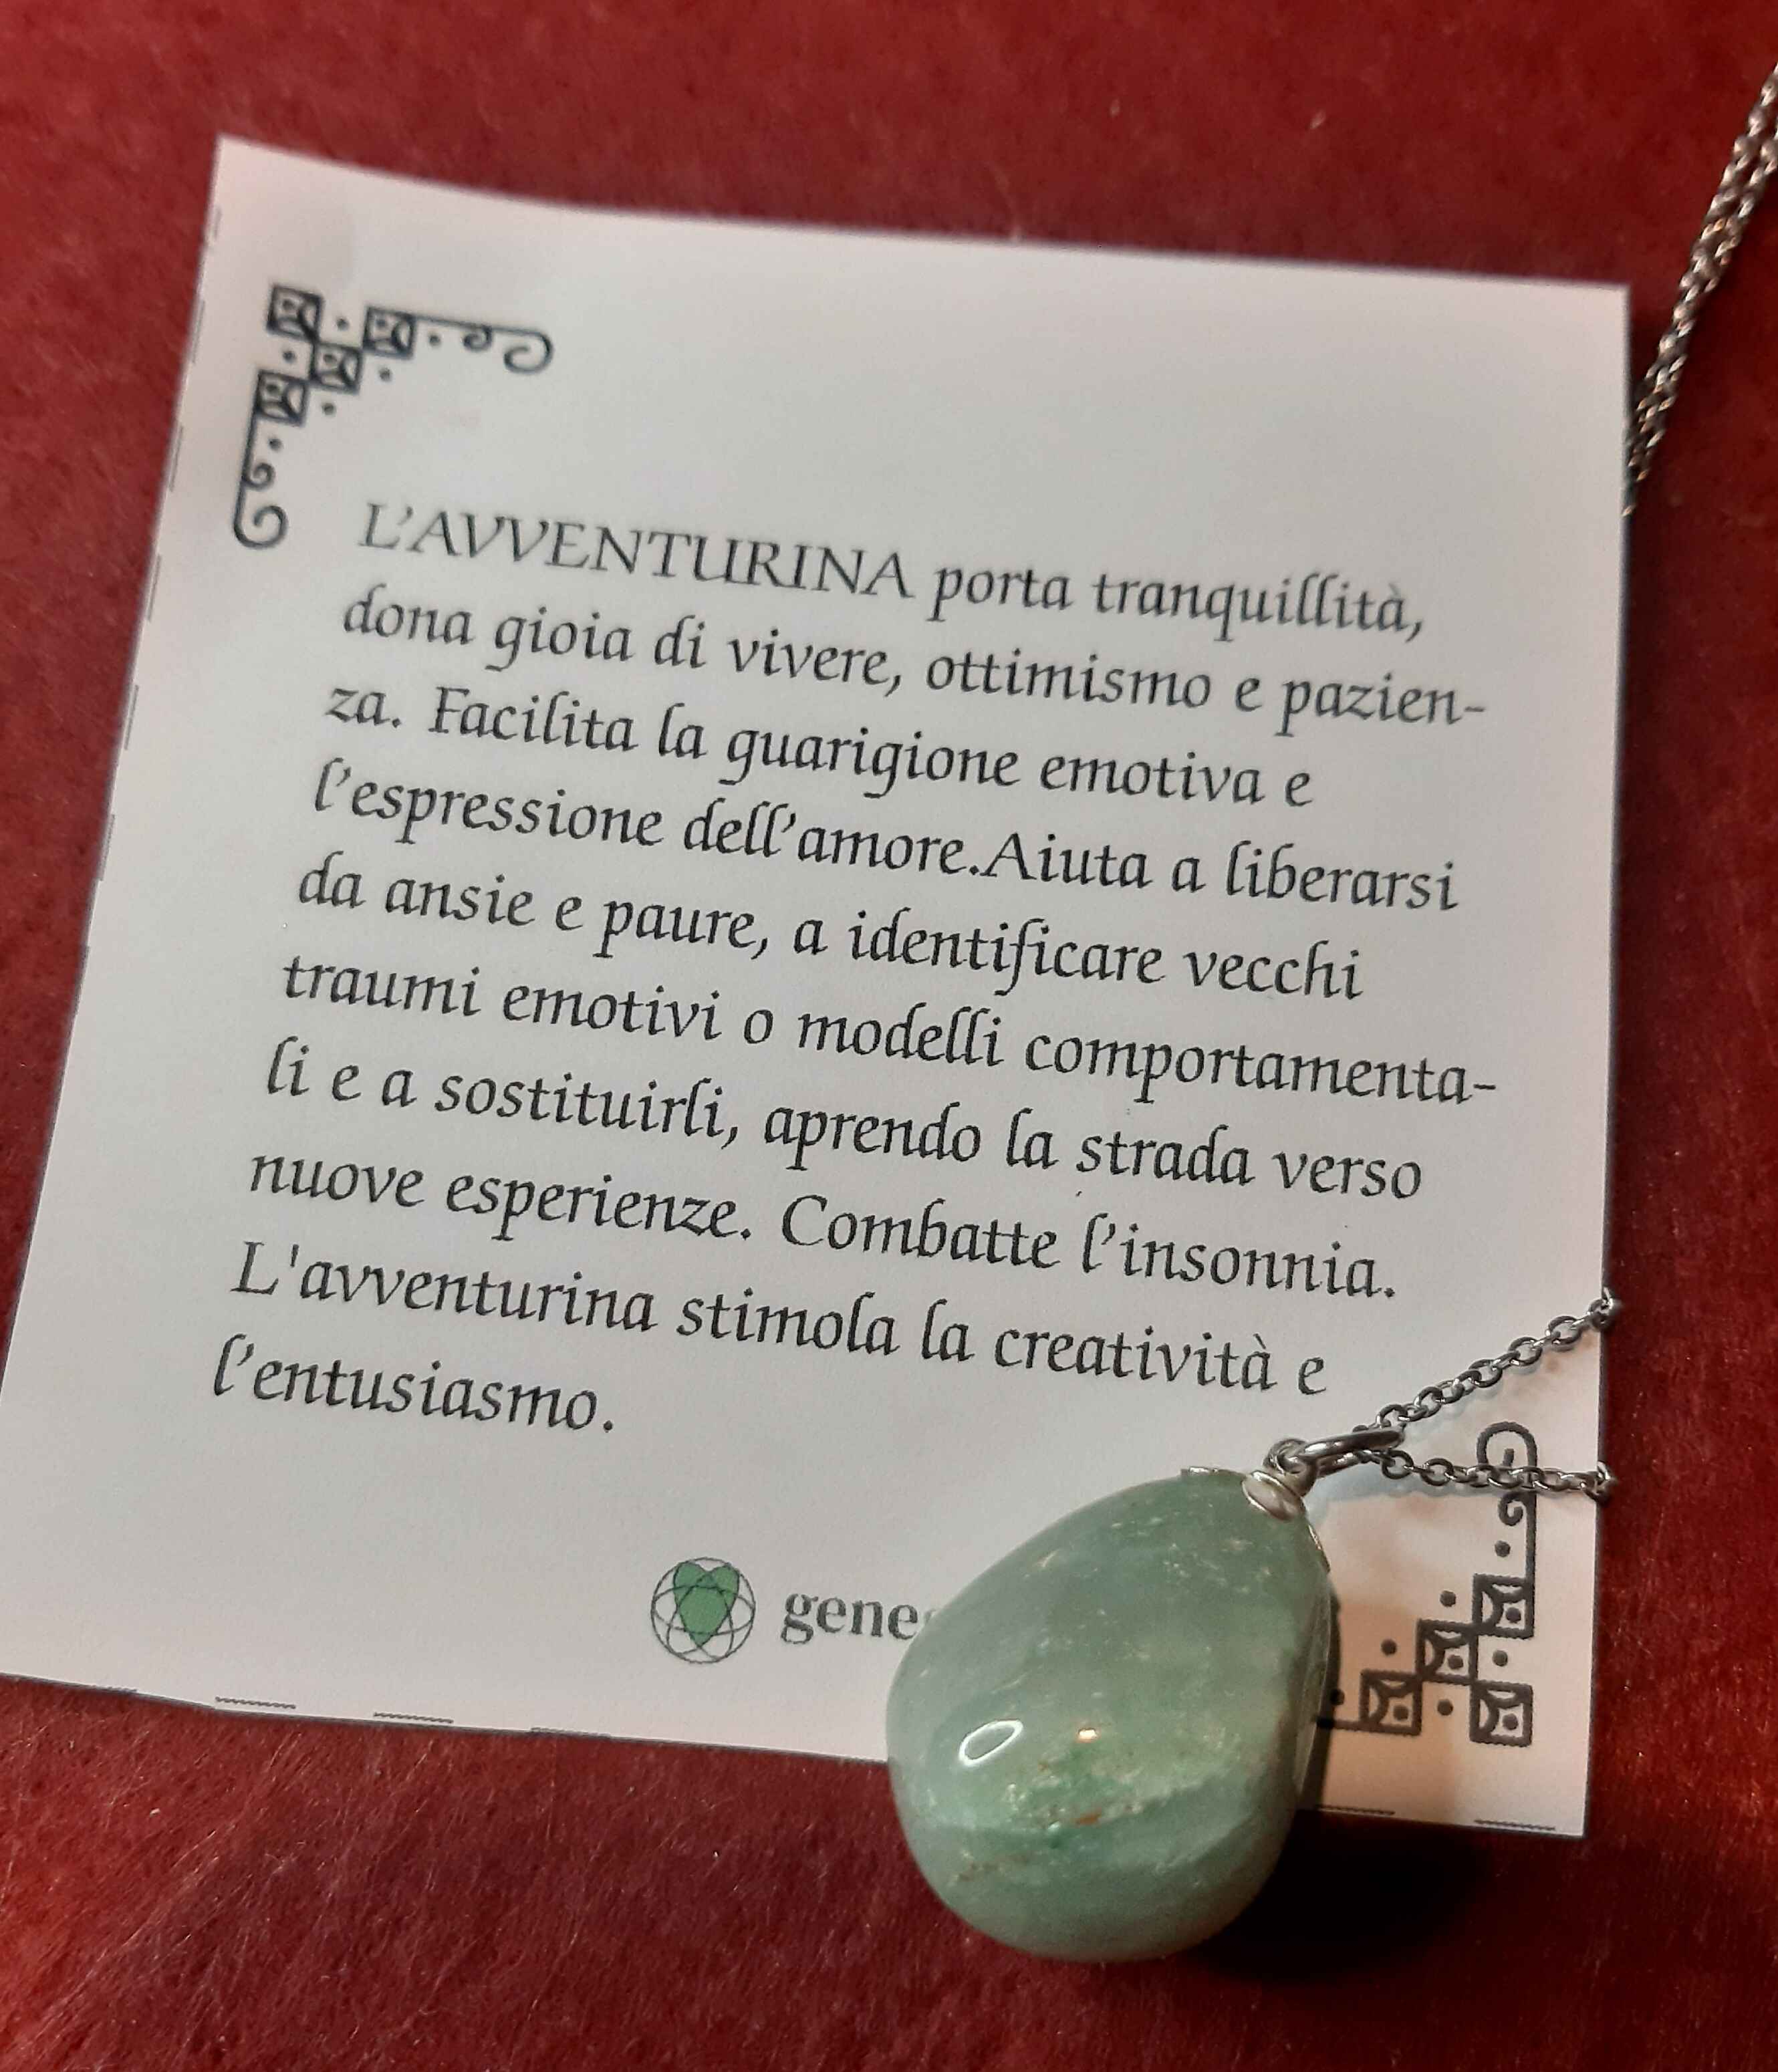 L'AVVENTURINA porta tranquillità,
dona gioia di vivere, ottimismo e pazien-
za. Facilita la guarigione emotiva e
l'espressione dell'amore.Aiuta a liberarsi
da ansie e paure, a identificare vecchi
traumi emotivi o modelli comportamenta-
li e a sostituirli, aprendo la strada verso
nuove esperienze. Combatte l'insonnia.
L'avventurina stimola la creatività e
l'entusiasmo.